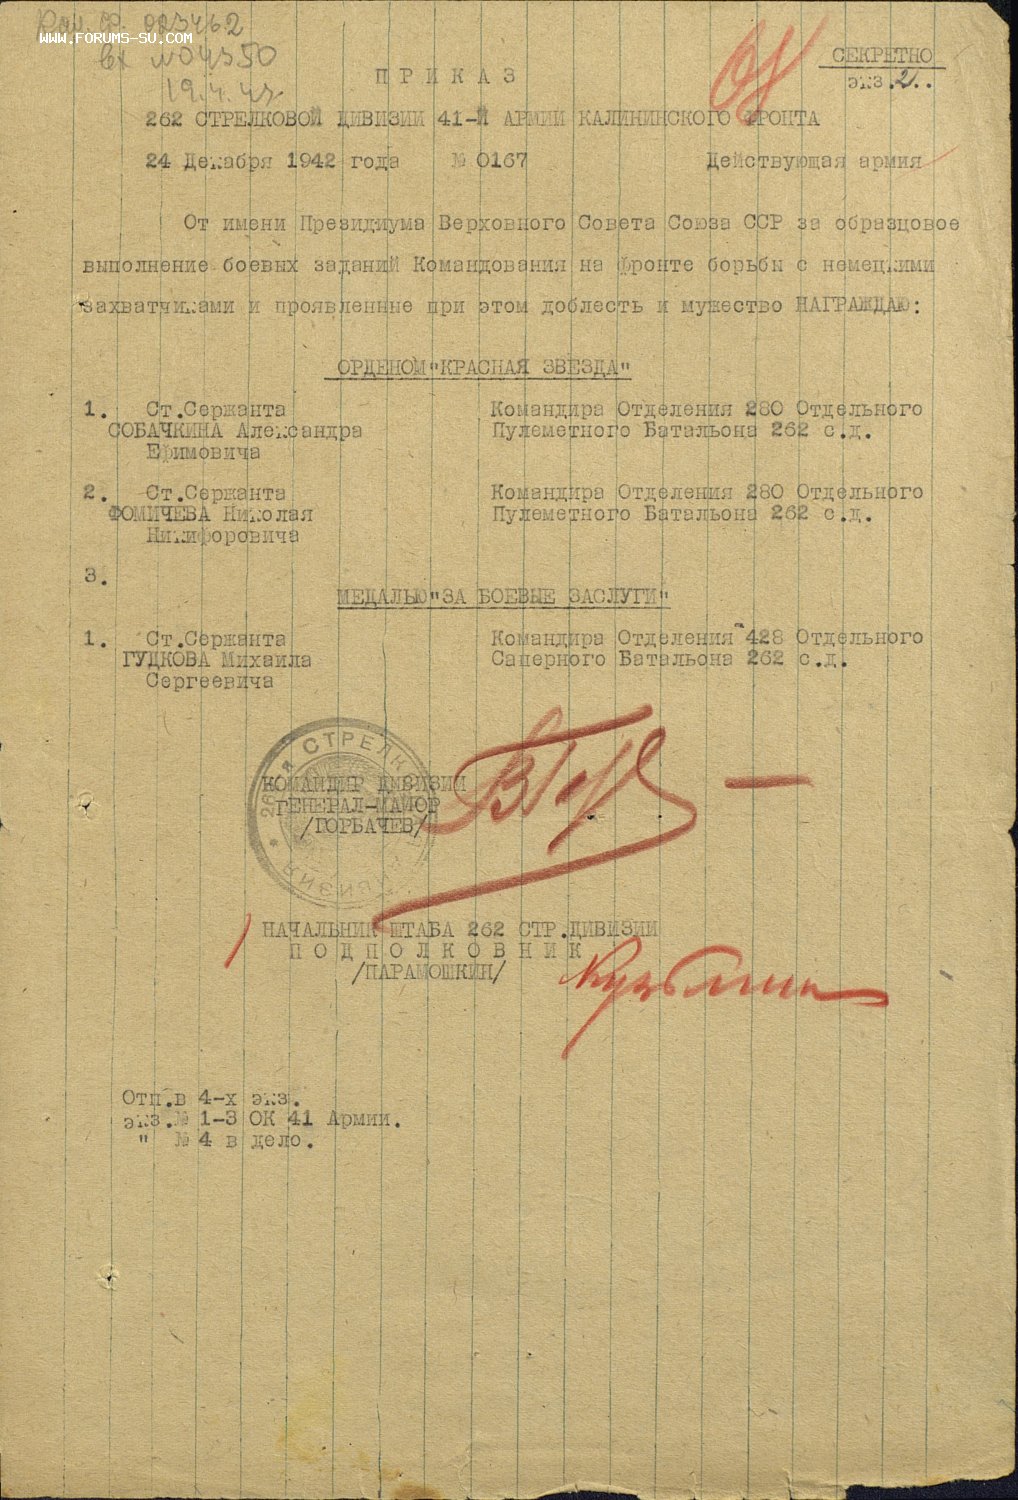 WWW.FORUMS-SU.COM
вх №04350
СЕКРЕТНО
экз.2..
ПРИКАЗ
262 СТРЕЛКОВОЙ ДИВИЗИИ 41-Й АРМИИ КАЛИНИНСКОГО ФРОНТА
24 Декабря 1942 года № 0167 Действующая армия
От имени Президиума Верховного Совета Союза ССР за образцовое
выполнение боевых заданий Командования на фронте борьбы с немецкими
захватчиками и проявленные при этом доблесть и мужество НАГРАЖДАЮ:
ОРДЕНОМ"КРАСНАЯ ЗВЕЗДА"
1. Ст.Сержанта Командира Отделения 280 Отдельного
СОБАЧКИНА Александра Пулеметного Батальона 262 с.д.
Ефимовича
2. Ст.Сержанта Командира Отделения 280 Отдельного
ФОМИЧЕВА Николая Пулеметного Батальона 262 с.д.
Никифоровича
3.
МЕДАЛЬЮ"ЗА БОЕВЫЕ ЗАСЛУГИ"
1. Ст.Сержанта Командира Отделения 428 Отдельного
ГУДКОВА Михаила Саперного Батальона 262 с.д.
Сергеевича
КОМАНДИР ДИВИЗИИ
ГЕНЕРАЛ-МАЙОР
/ГОРБАЧЕВ/
НАЧАЛЬНИК ШТАБА 262 СТР.ДИВИЗИИ
ПОДПОЛКОВНИК
/ПАРАМОШКИН/
Отп.в 4-х экз.
экз.№ 1-3 ОК 41 Армии.
" № 4 в дело.